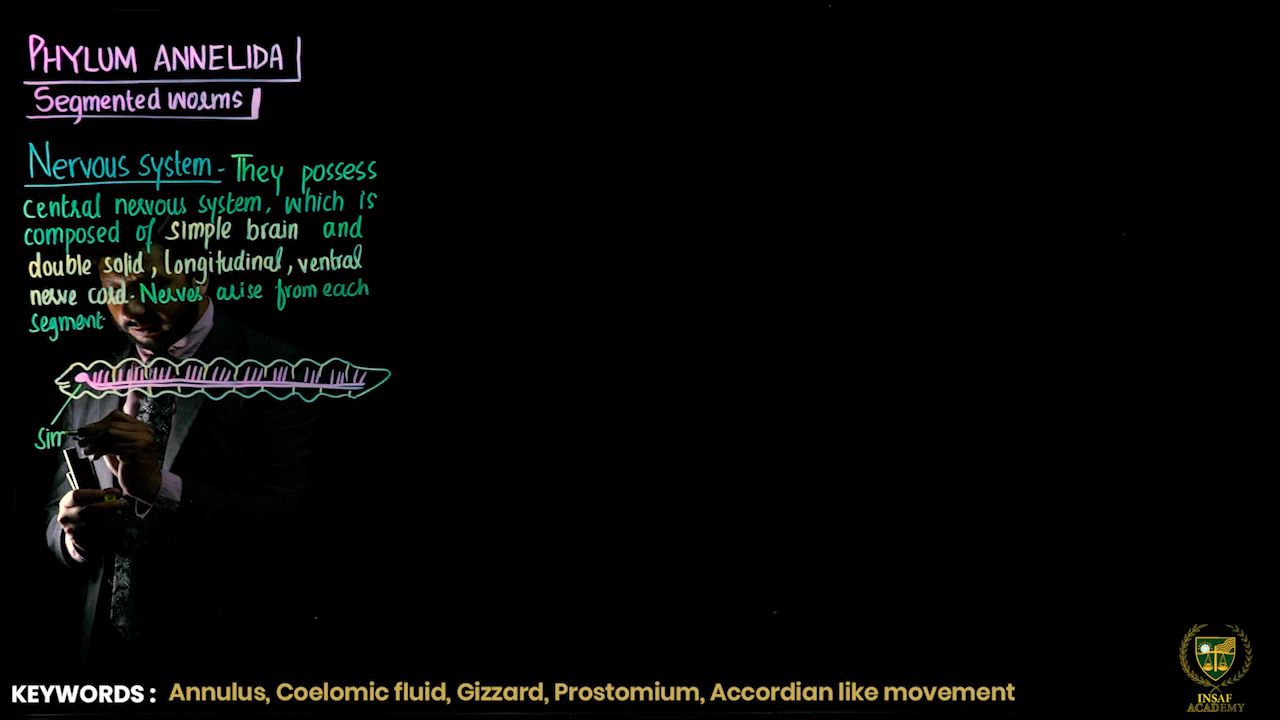 PHYLUM ANNELIDA
Segmented worms
Nervous system - They possess
central nervous system, which is
composed of simple brain and
double solid, longitudinal, ventral
nerve cord. Nerves arise from each
segment
Sim
KEYWORDS : Annulus, Coelomic fluid, Gizzard, Prostomium, Accordian like movement
INSAF
ACADEMY